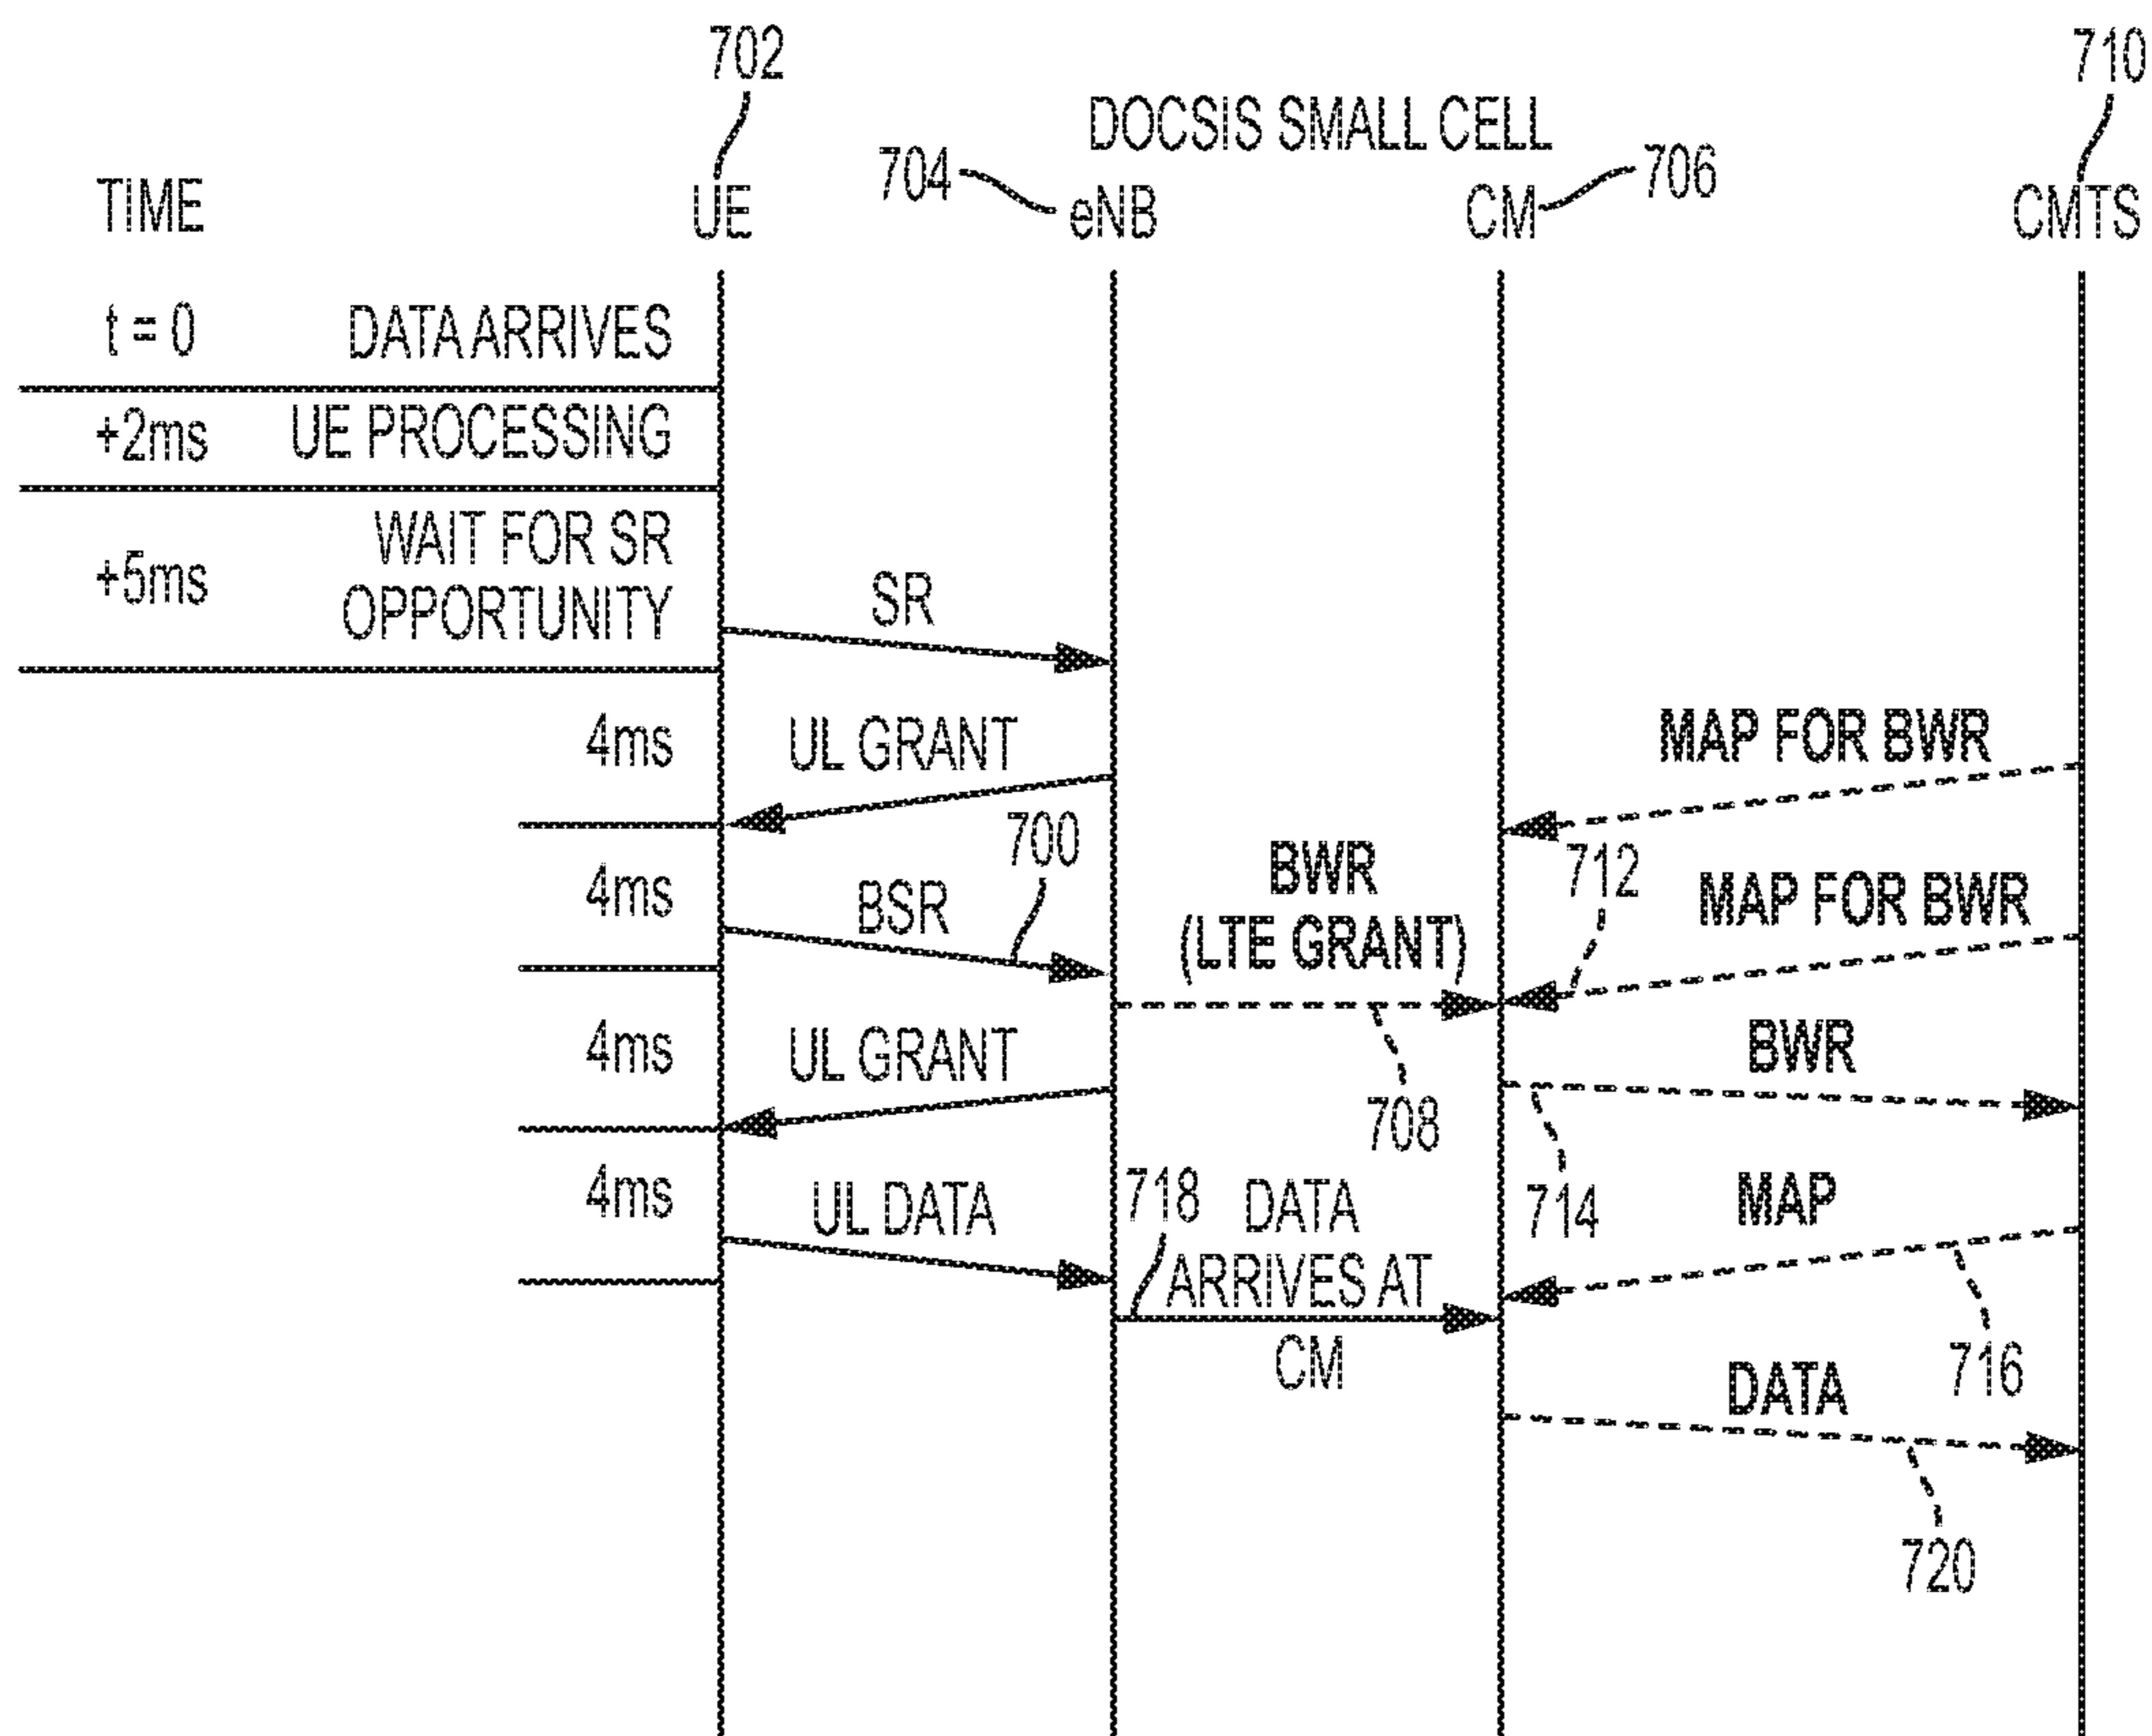 702
710
DOCSIS SMALL CELL
704
706
TIME
UE
eNB
CM
CMTS
t = 0
DATA ARRIVES
+2ms
UE PROCESSING
WAIT FOR SR
+5ms
OPPORTUNITY
SR
4ms
UL GRANT
MAP FOR BWR
700
BWR
712
4ms
BSR
(LTE GRANT)
MAP FOR BWR
4ms
UL GRANT
BWR
708
4ms
UL DATA
718
DATA
714
MAP
ARRIVES AT
CM
716
DATA
720